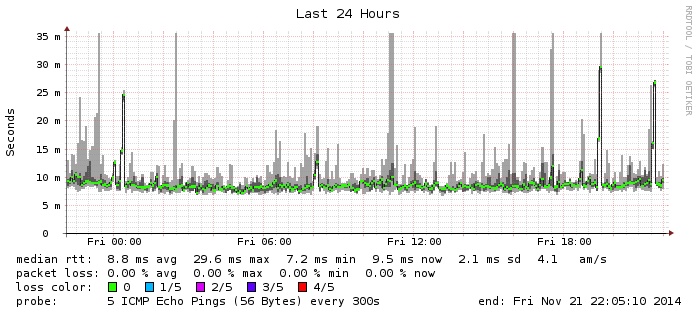 Last 24 Hours
RRDTOOL / TOBI OETIKER
Seconds
35 m
30 m
25 m
20 m
15 m
10 m
5 m
0
Fri 00:00 Fri 06:00 Fri 12:00 Fri 18:00
median rtt: 8.8 ms avg 29.6 ms max 7.2 ms min 9.5 ms now 2.1 ms sd 4.1 am/s
packet loss: 0.00 % avg 0.00 % max 0.00 % min 0.00 % now
loss color: 0 1/5 2/5 3/5 4/5
probe: 5 ICMP Echo Pings (56 Bytes) every 300s end: Fri Nov 21 22:05:10 2014